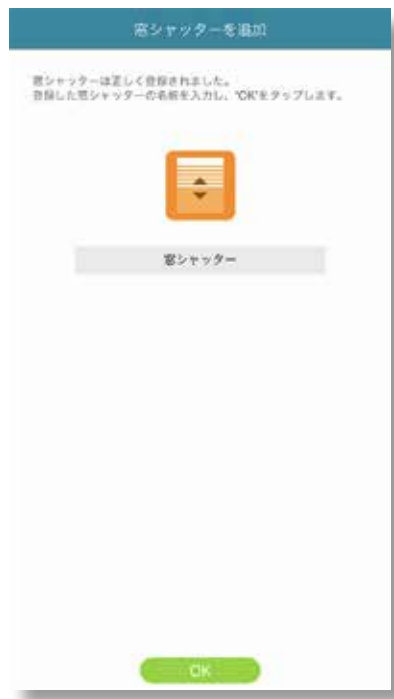 窓シャッターを追加
窓シャッターは正しく登録されました。
登録した窓シャッターの名前を入力し、"OK"をタップします。
窓シャッター
OK